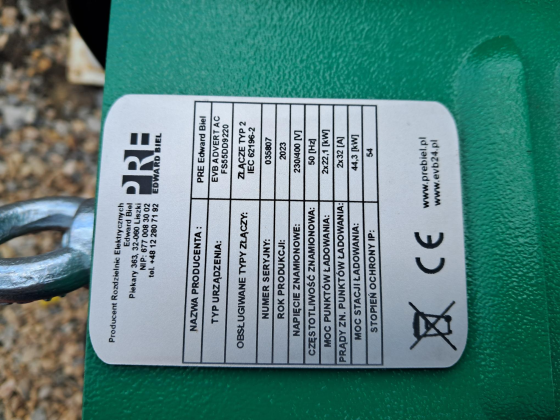 Producent Rozdzielnic Elektrycznych
Edward Biel
Piekary 363, 32-060 Liszki
NIP: 677 008 30 02
tel. +48 12 280 71 92
PRE
EDWARD BIEL
NAZWA PRODUCENTA : PRE Edward Biel
TYP URZĄDZENIA: EVB ADVERT AC
FS55DD9220
OBSŁUGIWANE TYPY ZŁĄCZY: ZŁĄCZE TYP 2
IEC 62196-2
NUMER SERYJNY: 035807
ROK PRODUKCJI: 2023
NAPIĘCIE ZNAMIONOWE: 230/400 [V]
CZĘSTOTLIWOŚĆ ZNAMIONOWA: 50 [Hz]
MOC PUNKTÓW ŁADOWANIA: 2x22,1 [kW]
PRĄDY ZN. PUNKTÓW ŁADOWANIA: 2x32 [A]
MOC STACJI ŁADOWANIA: 44,3 [kW]
STOPIEŃ OCHRONY IP: 54
CE
www.prebiel.pl
www.evb24.pl